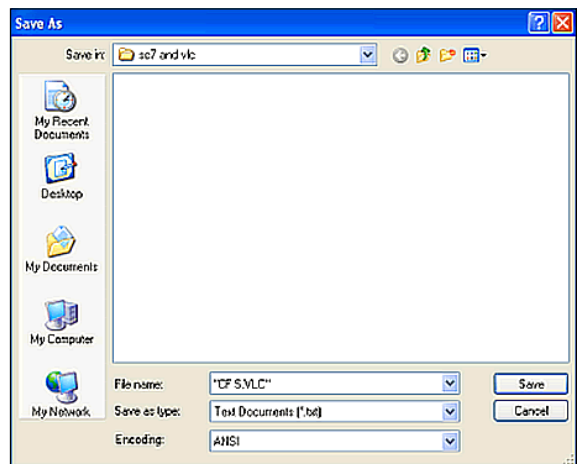 Save As
Save in:
sc7 and vlc
My Recent
Documents
Desktop
My Documents
My Computer
My Network
File name:
"CF S.VLC"
Save
Save as type:
Text Documents (*.txt)
Cancel
Encoding:
ANSI